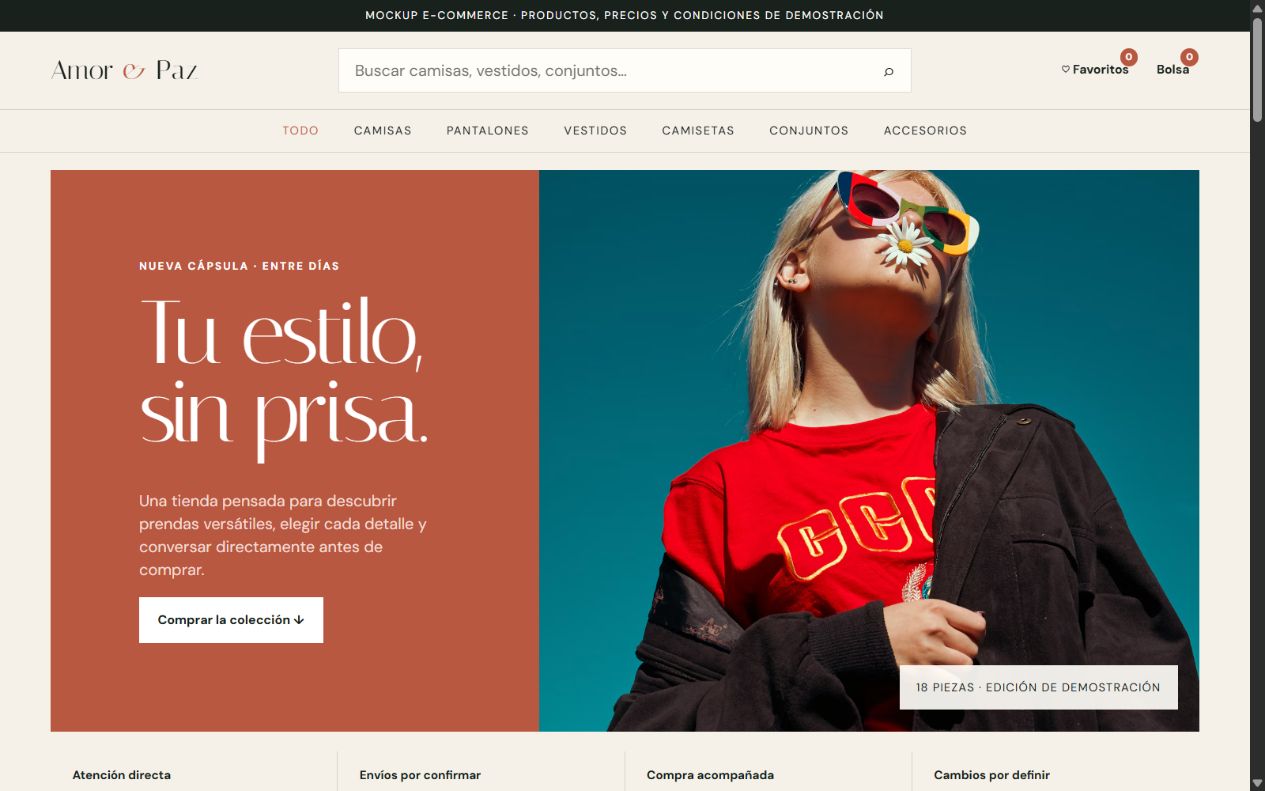 MOCKUP E-COMMERCE · PRODUCTOS, PRECIOS Y CONDICIONES DE DEMOSTRACIÓN
Amor & Paz
Buscar camisas, vestidos, conjuntos...
⌕
♡ Favoritos 0
Bolsa 0
TODO CAMISAS PANTALONES VESTIDOS CAMISETAS CONJUNTOS ACCESORIOS
NUEVA CÁPSULA · ENTRE DÍAS
Tu estilo,
sin prisa.
Una tienda pensada para descubrir
prendas versátiles, elegir cada detalle y
conversar directamente antes de
comprar.
Comprar la colección ↓
18 PIEZAS · EDICIÓN DE DEMOSTRACIÓN
Atención directa
Envíos por confirmar
Compra acompañada
Cambios por definir